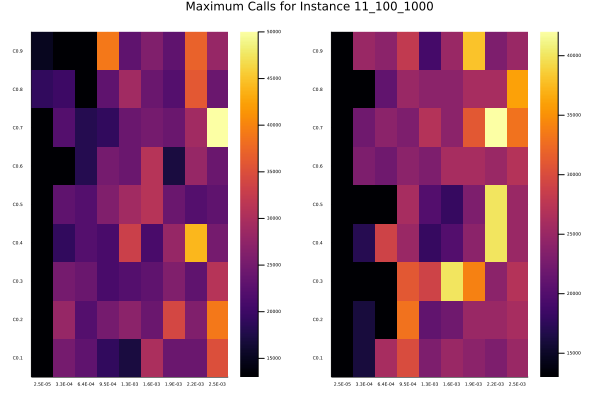 Maximum Calls for Instance 11_100_1000
C0.9
C0.8
C0.7
C0.6
C0.5
C0.4
C0.3
C0.2
C0.1
2.5E-05 3.3E-04 6.4E-04 9.5E-04 1.3E-03 1.6E-03 1.9E-03 2.2E-03 2.5E-03
50000
45000
40000
35000
30000
25000
20000
15000
C0.9
C0.8
C0.7
C0.6
C0.5
C0.4
C0.3
C0.2
C0.1
2.5E-05 3.3E-04 6.4E-04 9.5E-04 1.3E-03 1.6E-03 1.9E-03 2.2E-03 2.5E-03
40000
35000
30000
25000
20000
15000